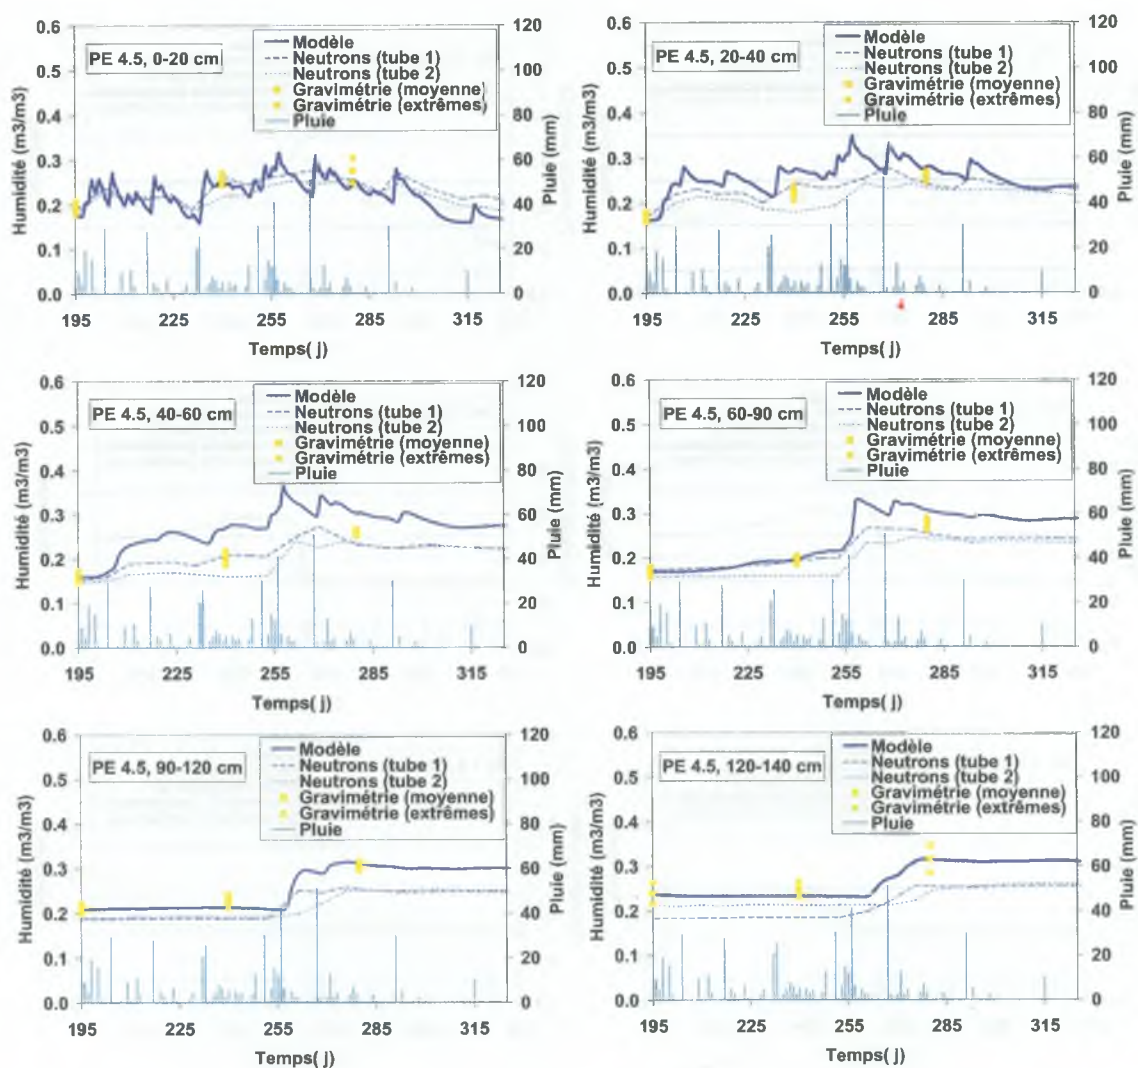 PE 4.5, 0-20 cm
Modèle
Neutrons (tube 1)
Neutrons (tube 2)
Gravimétrie (moyenne)
Gravimétrie (extrêmes)
Pluie
Humidité (m3/m3)
0.6
0.5
0.4
0.3
0.2
0.1
0.0
120
100
80
60
40
20
0
Pluie (mm)
195 225 255 285 315
Temps( j)
PE 4.5, 20-40 cm
Modèle
Neutrons (tube 1)
Neutrons (tube 2)
Gravimétrie (moyenne)
Gravimétrie (extrêmes)
Pluie
Humidité (m3/m3)
0.6
0.5
0.4
0.3
0.2
0.1
0.0
120
100
80
60
40
20
0
Pluie (mm)
195 225 255 285 315
Temps( j)
PE 4.5, 40-60 cm
Modèle
Neutrons (tube 1)
Neutrons (tube 2)
Gravimétrie (moyenne)
Gravimétrie (extrêmes)
Pluie
Humidité (m3/m3)
0.6
0.5
0.4
0.3
0.2
0.1
0.0
120
100
80
60
40
20
0
Pluie (mm)
195 225 255 285 315
Temps( j)
PE 4.5, 60-90 cm
Modèle
Neutrons (tube 1)
Neutrons (tube 2)
Gravimétrie (moyenne)
Gravimétrie (extrêmes)
Pluie
Humidité (m3/m3)
0.6
0.5
0.4
0.3
0.2
0.1
0.0
120
100
80
60
40
20
0
Pluie (mm)
195 225 255 285 315
Temps( j)
PE 4.5, 90-120 cm
Modèle
Neutrons (tube 1)
Neutrons (tube 2)
Gravimétrie (moyenne)
Gravimétrie (extrêmes)
Pluie
Humidité (m3/m3)
0.6
0.5
0.4
0.3
0.2
0.1
0.0
120
100
80
60
40
20
0
Pluie (mm)
195 225 255 285 315
Temps( j)
PE 4.5, 120-140 cm
Modèle
Neutrons (tube 1)
Neutrons (tube 2)
Gravimétrie (moyenne)
Gravimétrie (extrêmes)
Pluie
Humidité (m3/m3)
0.6
0.5
0.4
0.3
0.2
0.1
0.0
120
100
80
60
40
20
0
Pluie (mm)
195 225 255 285 315
Temps( j)